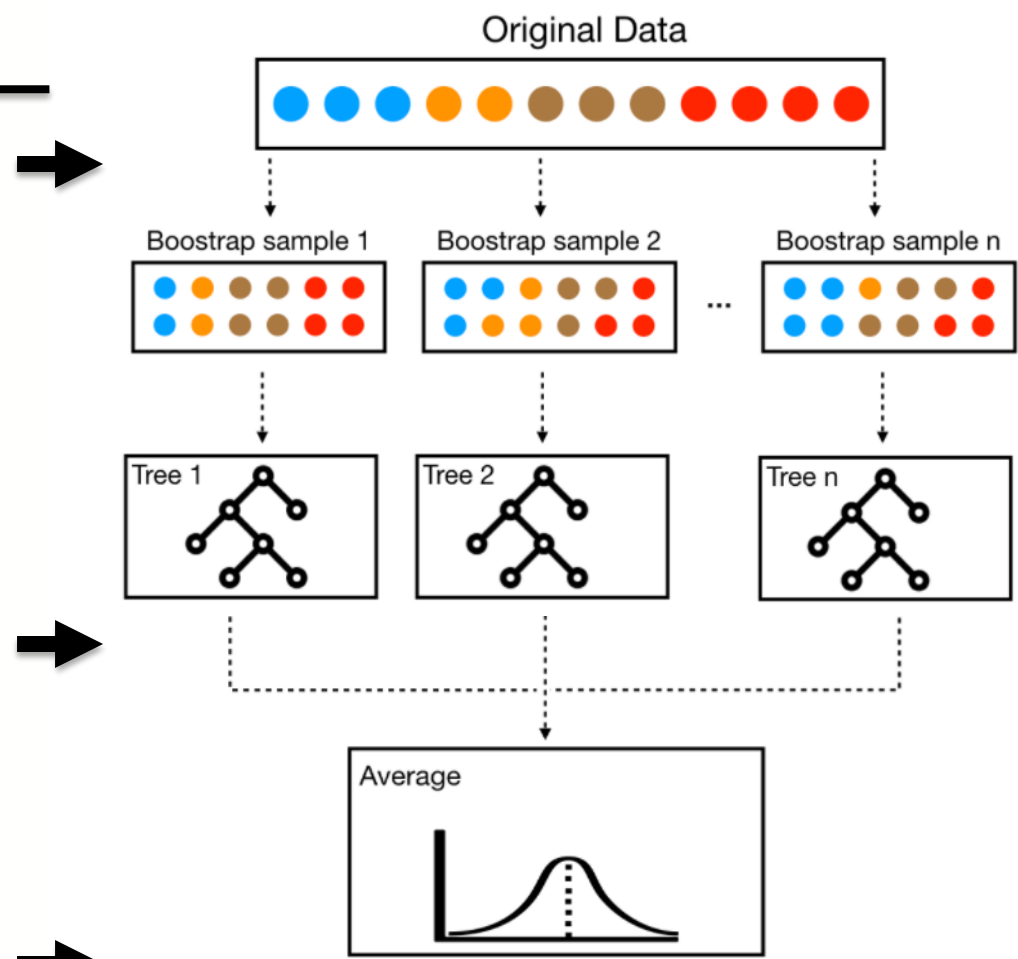 Original Data
Boostrap sample 1
Boostrap sample 2
Boostrap sample n
...
Tree 1
Tree 2
Tree n
Average